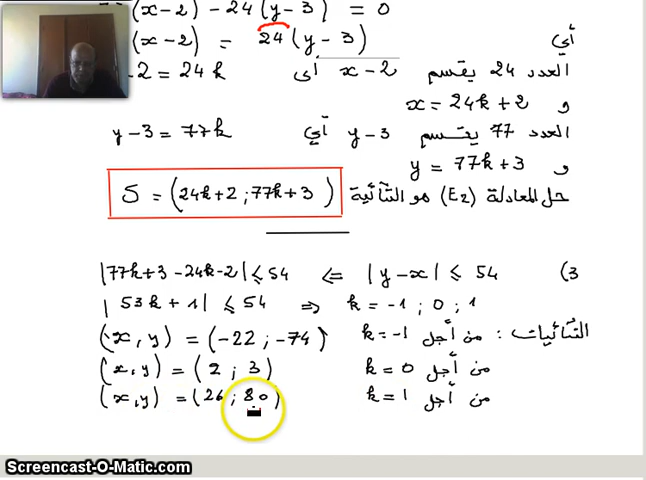 (x-2) - 24(y-3) = 0
(x-2) = 24(y-3) أي
العدد 24 يقسم x-2 أي -2 = 24k
و x = 24k+2
العدد 77 يقسم y-3 أي y-3 = 77k
و y = 77k+3
حل المعادلة (E2) هو الثنائية S = (24k+2 ; 77k+3)
3) |y-x| ≤ 54 ⇐ |77k+3-24k-2| ≤ 54
|53k+1| ≤ 54 ⇒ k = -1 ; 0 ; 1
الثنائيات : من أجل k = -1 (x,y) = (-22 ; -74)
من أجل k = 0 (x,y) = (2 ; 3)
من أجل k = 1 (x,y) = (26 ; 80)
Screencast-O-Matic.com